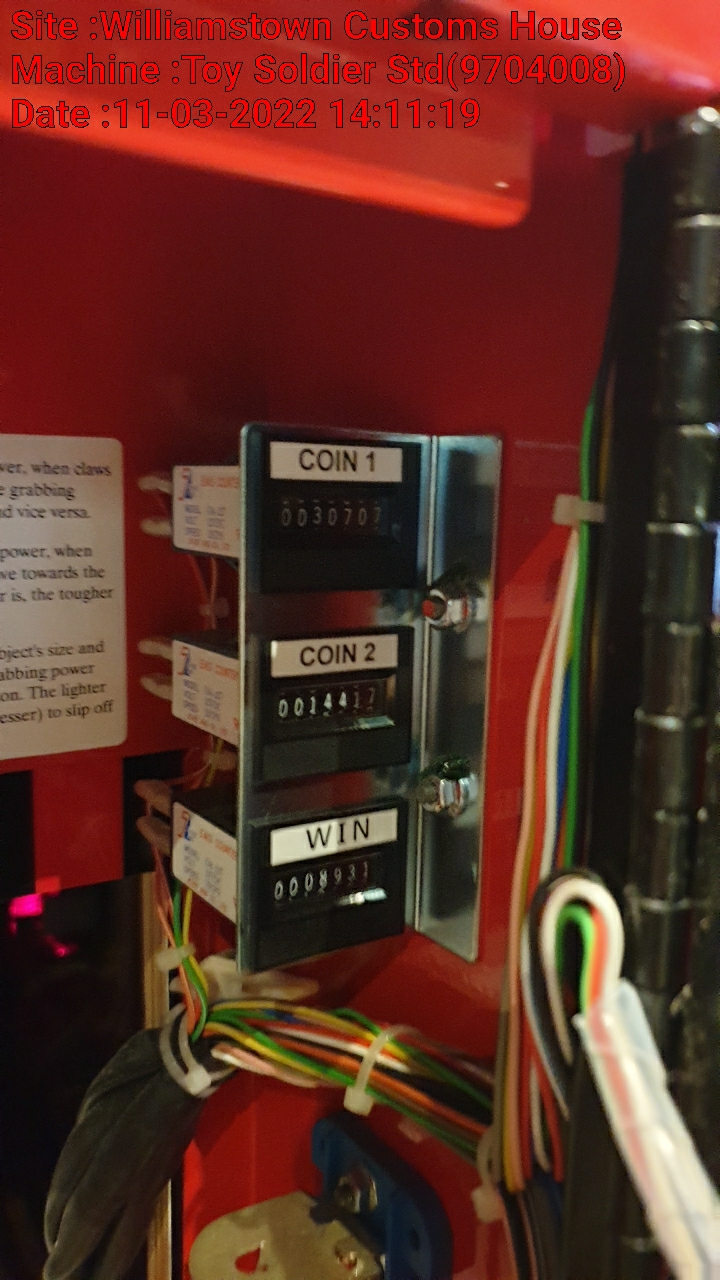 Site :Williamstown Customs House
Machine :Toy Soldier Std(9704008)
Date :11-03-2022 14:11:19
wer, when claws
e grabbing
nd vice versa.
power, when
ve towards the
r is, the tougher
bject's size and
abbing power
on. The lighter
esser) to slip off
COIN 1
0030707
COIN 2
0014417
WIN
0008931